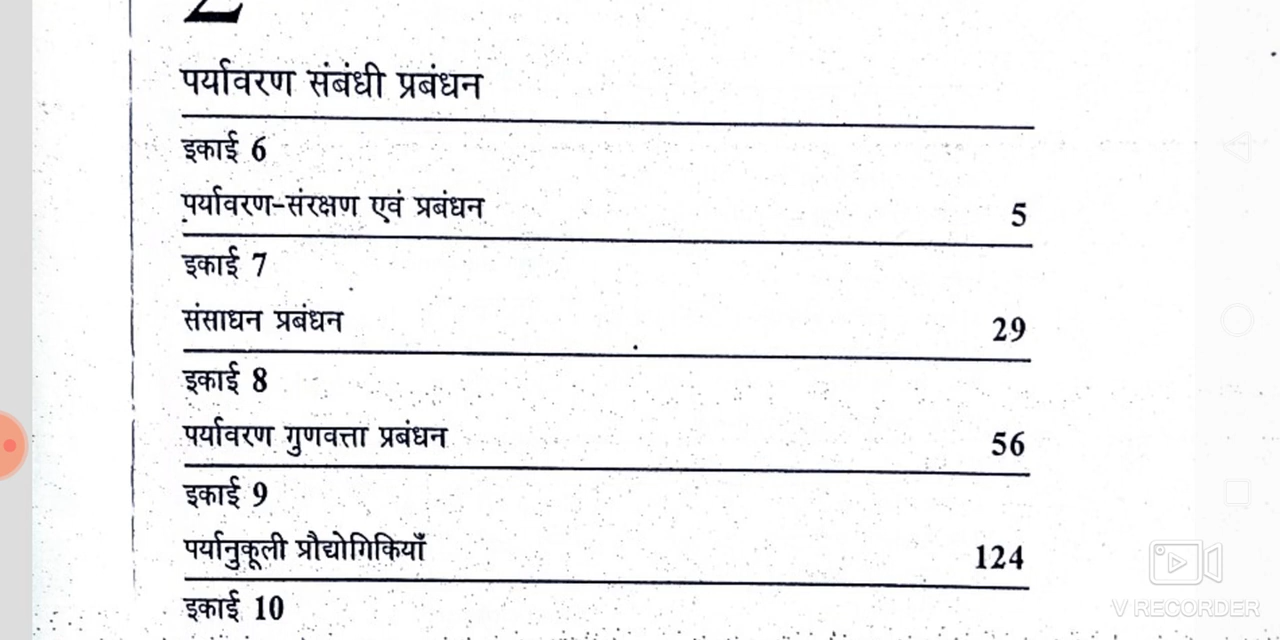 2
पर्यावरण संबंधी प्रबंधन
इकाई 6
पर्यावरण-संरक्षण एवं प्रबंधन 5
इकाई 7
संसाधन प्रबंधन 29
इकाई 8
पर्यावरण गुणवत्ता प्रबंधन 56
इकाई 9
पर्यानुकूली प्रौद्योगिकियाँ 124
इकाई 10
V RECORDER